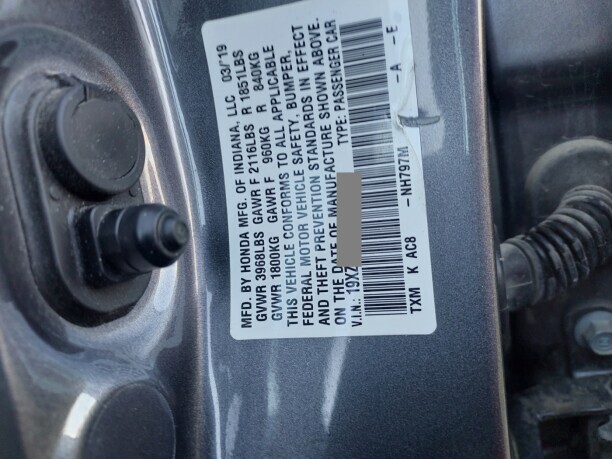 MFD. BY HONDA MFG. OF INDIANA, LLC 03/'19
GVWR 3968LBS GAWR F 2116LBS R 1851LBS
GVWR 1800KG GAWR F 960KG R 840KG
THIS VEHICLE CONFORMS TO ALL APPLICABLE
FEDERAL MOTOR VEHICLE SAFETY, BUMPER,
AND THEFT PREVENTION STANDARDS IN EFFECT
ON THE DATE OF MANUFACTURE SHOWN ABOVE.
V.I.N.: 19XZ TYPE: PASSENGER CAR
TXM K AC8 -NH797M -A -E